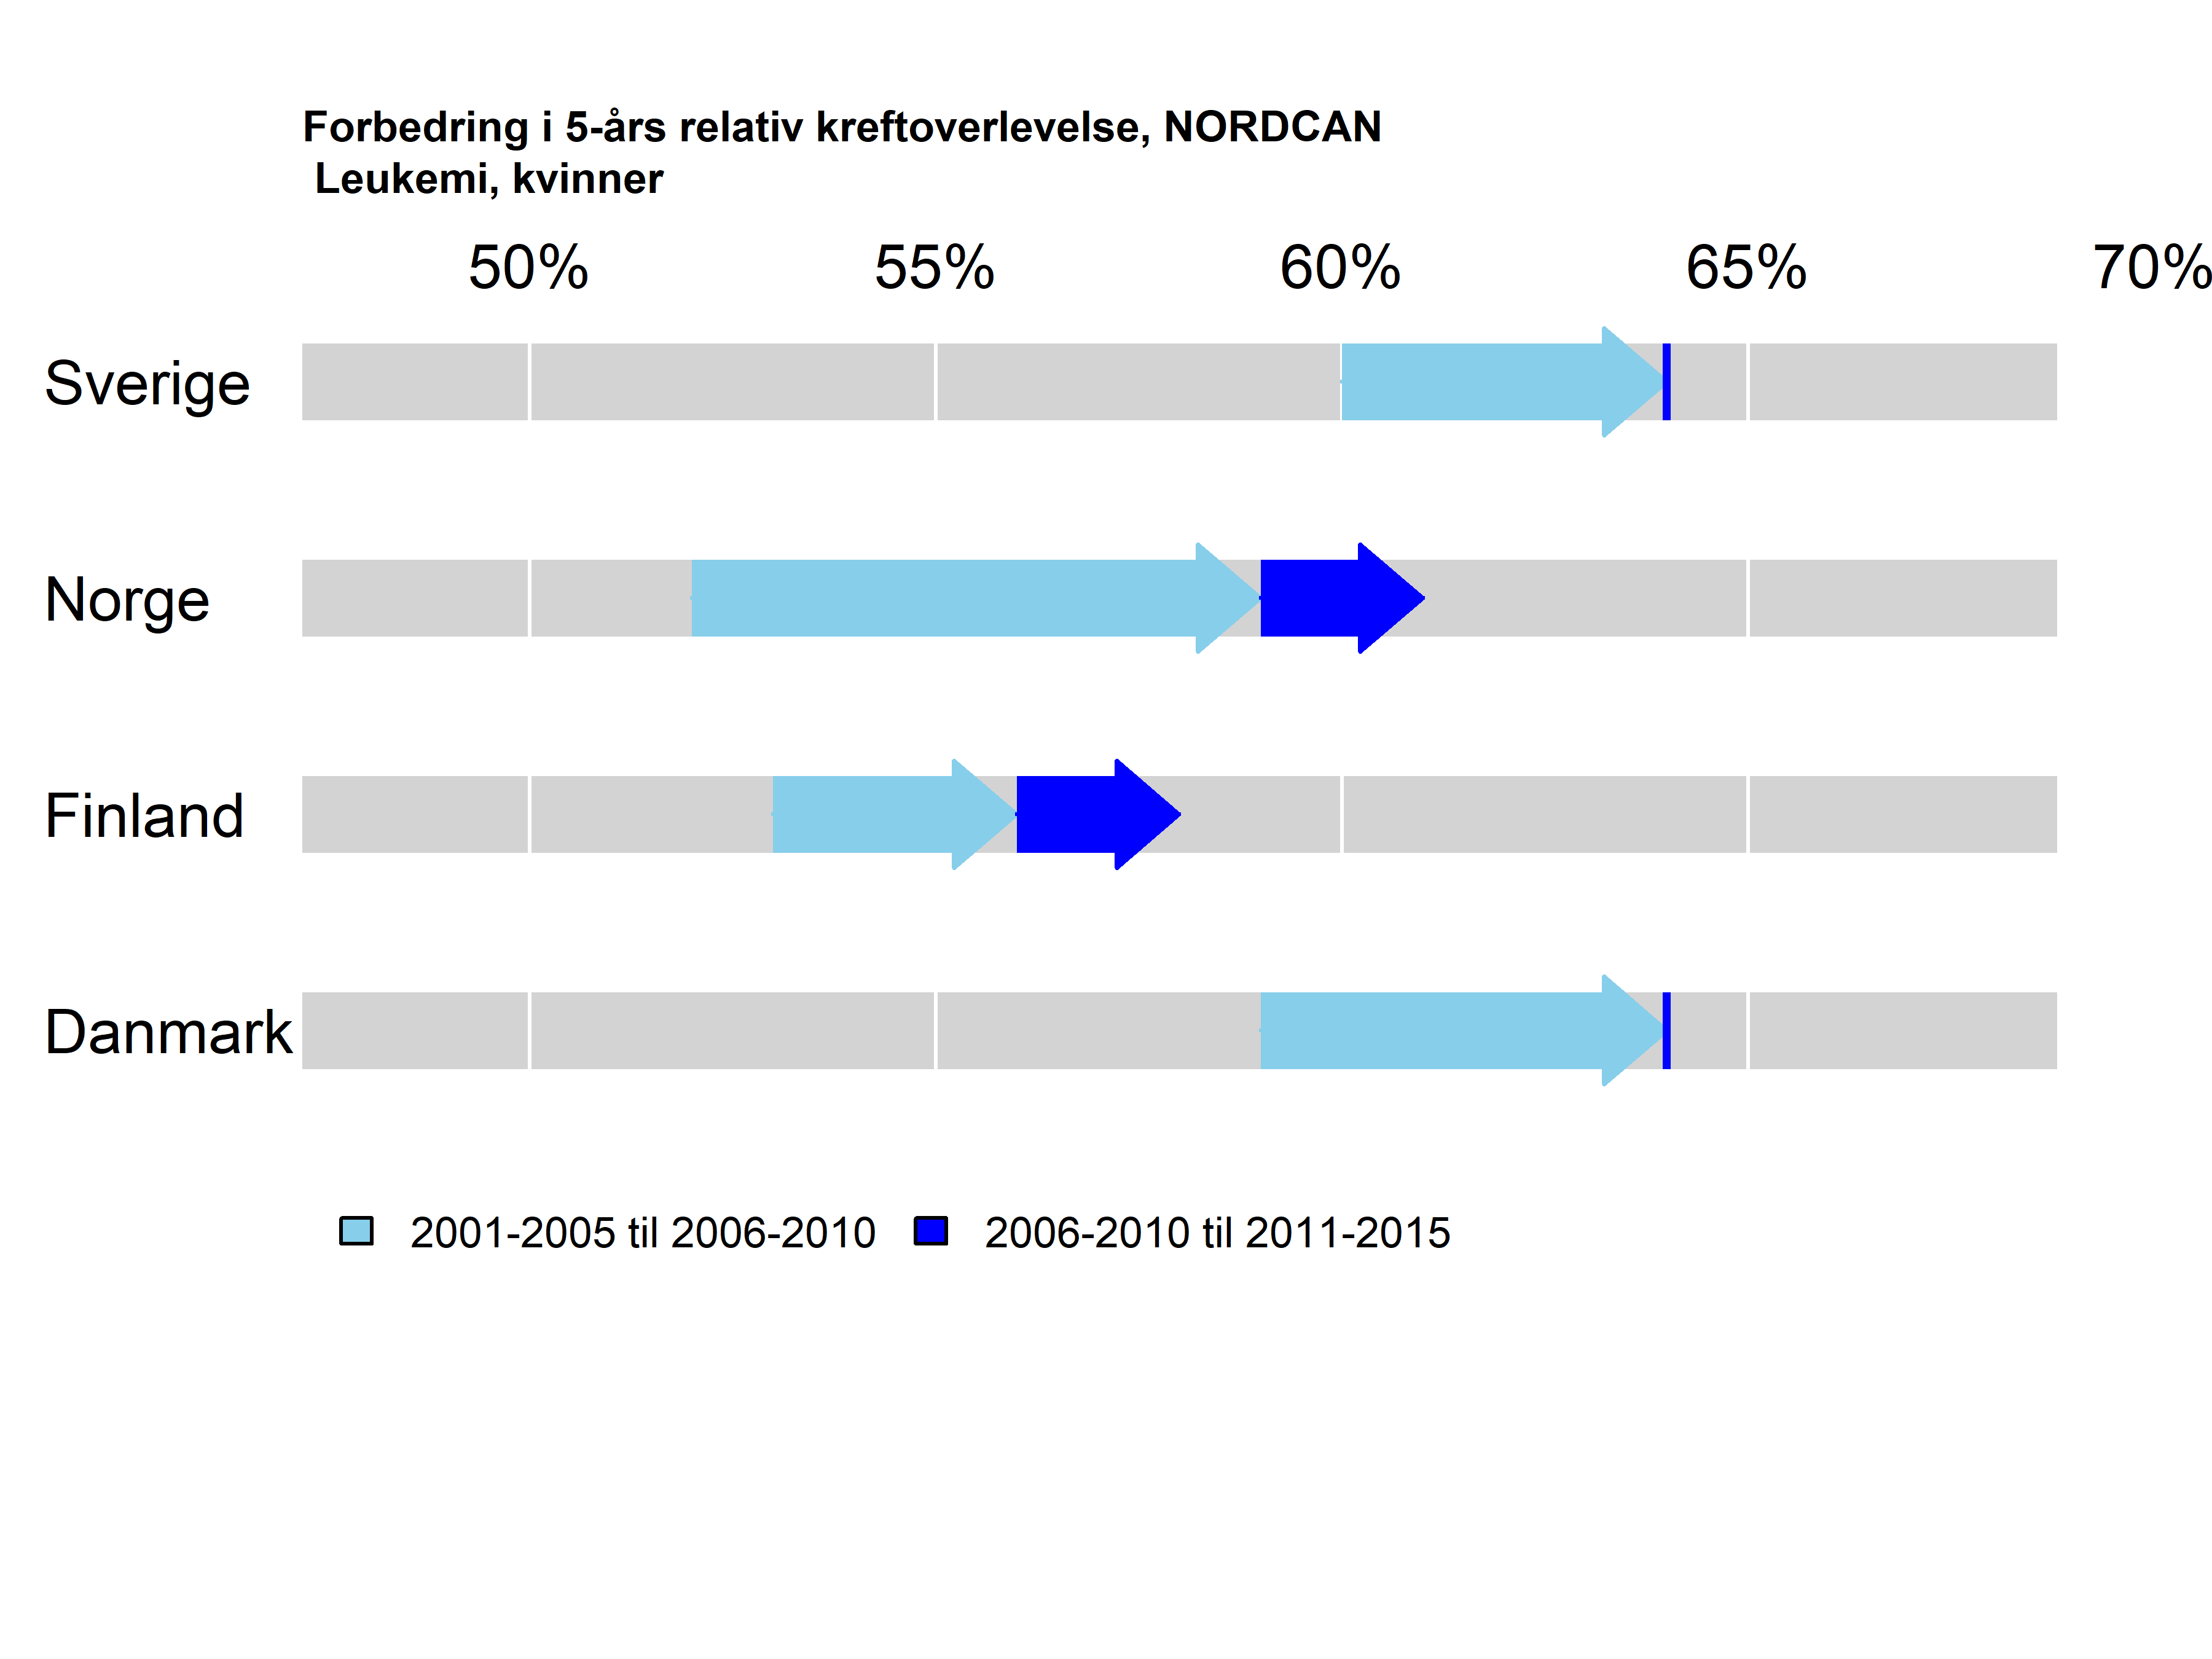 Forbedring i 5-års relativ kreftoverlevelse, NORDCAN
Leukemi, kvinner
50% 55% 60% 65% 70%
Sverige
Norge
Finland
Danmark
2001-2005 til 2006-2010 2006-2010 til 2011-2015